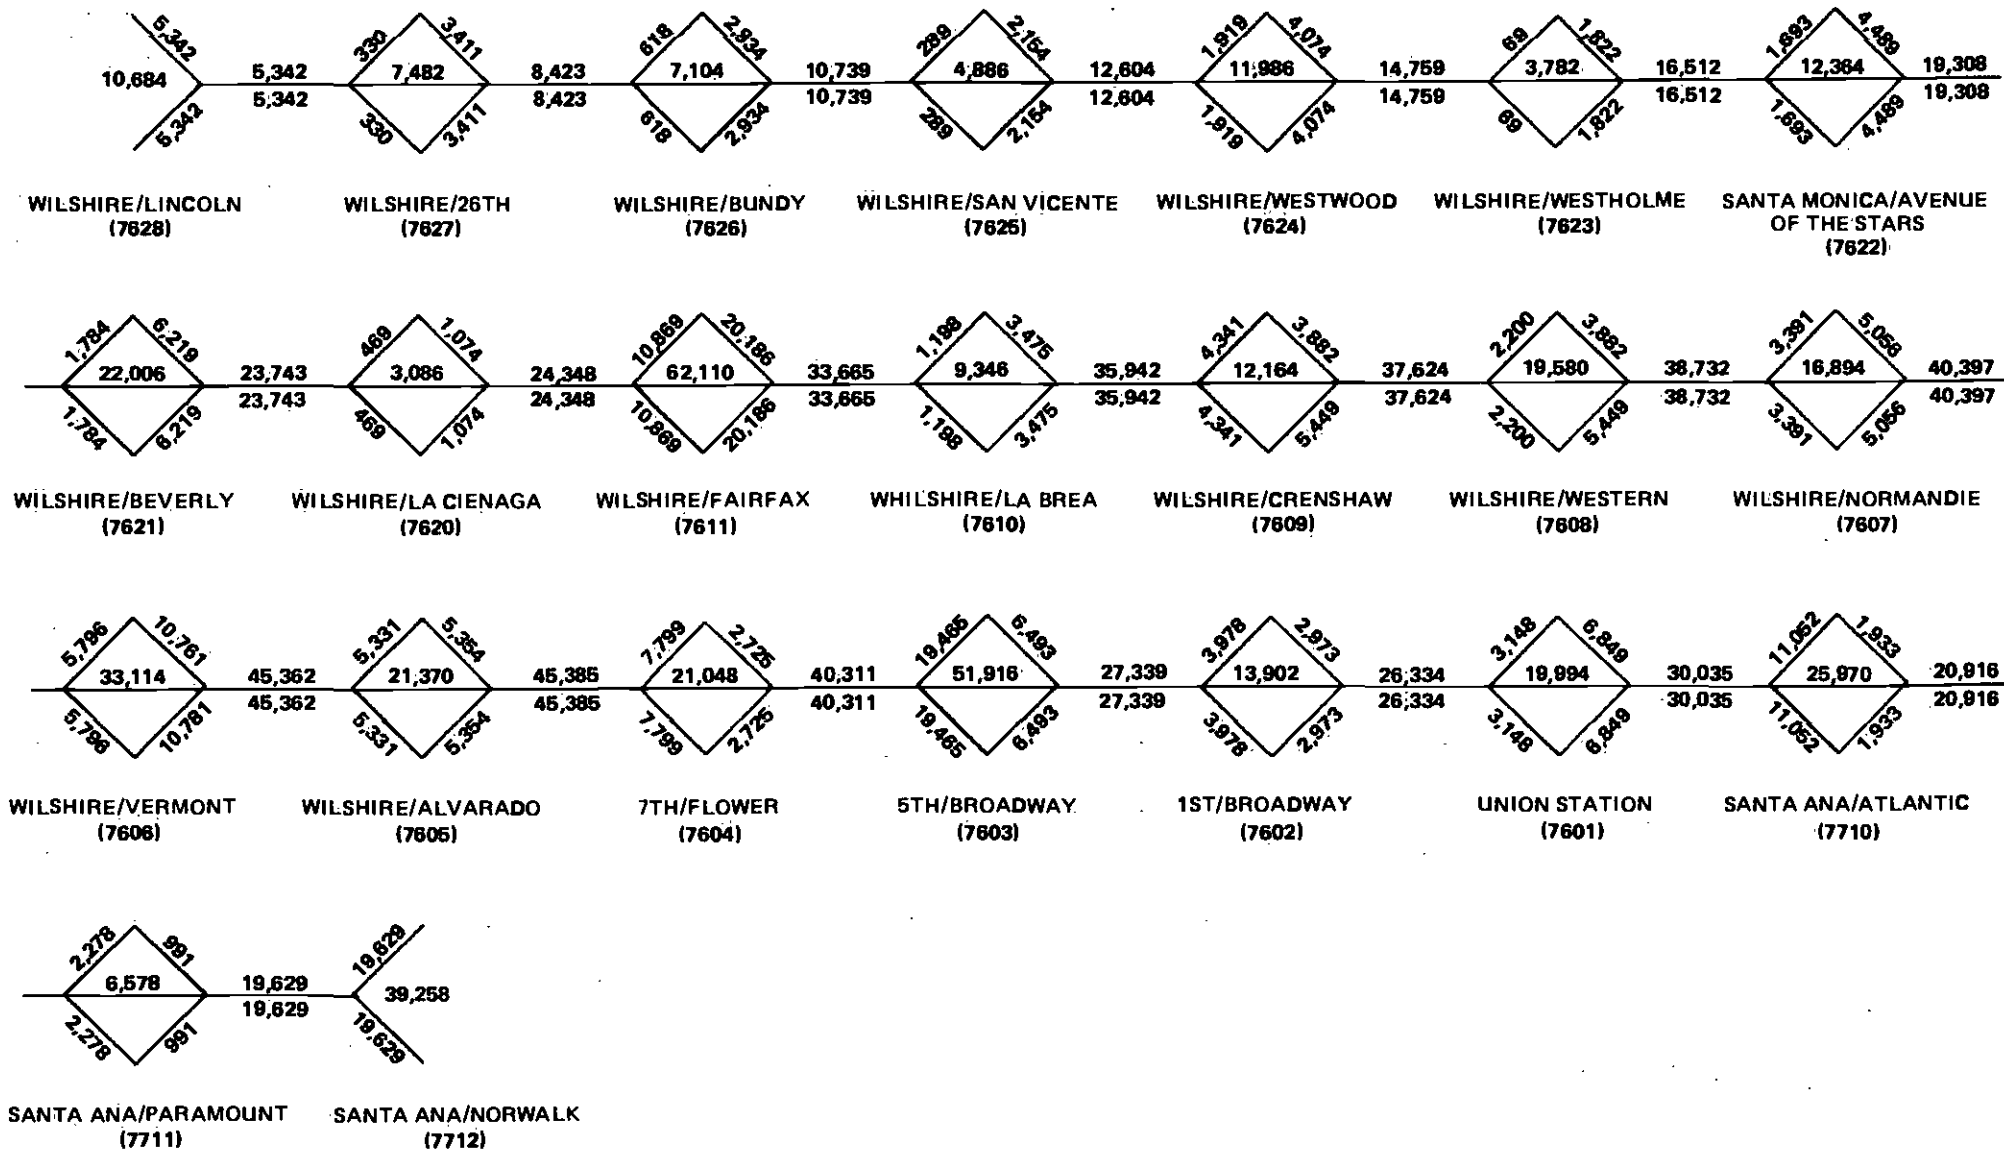 5,342 330 3,411 618 2,934 289 2,154 1,919 4,074 69 1,822 1,693 4,489
10,684 5,342 7,482 8,423 7,104 10,739 4,886 12,604 11,986 14,759 3,782 16,512 12,364 19,308
5,342 8,423 10,739 12,604 14,759 16,512 19,308
5,342 330 3,411 618 2,934 289 2,154 1,919 4,074 69 1,822 1,693 4,489
WILSHIRE/LINCOLN WILSHIRE/26TH WILSHIRE/BUNDY WILSHIRE/SAN VICENTE WILSHIRE/WESTWOOD WILSHIRE/WESTHOLME SANTA MONICA/AVENUE
OF THE STARS
(7628) (7627) (7626) (7625) (7624) (7623) (7622)
1,784 6,219 469 1,074 10,869 20,186 1,198 3,475 4,341 3,882 2,200 3,882 3,391 5,056
22,006 23,743 3,086 24,348 62,110 33,665 9,346 35,942 12,164 37,624 19,580 38,732 16,894 40,397
23,743 24,348 33,665 35,942 37,624 38,732 40,397
1,784 6,219 469 1,074 10,869 20,186 1,198 3,475 4,341 5,449 2,200 5,449 3,391 5,056
WILSHIRE/BEVERLY WILSHIRE/LA CIENAGA WILSHIRE/FAIRFAX WHILSHIRE/LA BREA WILSHIRE/CRENSHAW WILSHIRE/WESTERN WILSHIRE/NORMANDIE
(7621) (7620) (7611) (7610) (7609) (7608) (7607)
5,796 10,761 5,331 5,354 7,799 2,725 19,465 6,493 3,978 2,973 3,148 6,849 11,052 1,933
33,114 45,362 21,370 45,385 21,048 40,311 51,916 27,339 13,902 26,334 19,994 30,035 25,970 20,916
45,362 45,385 40,311 27,339 26,334 30,035 20,916
5,796 10,781 5,331 5,354 7,799 2,725 19,465 6,493 3,978 2,973 3,148 6,849 11,052 1,933
WILSHIRE/VERMONT WILSHIRE/ALVARADO 7TH/FLOWER 5TH/BROADWAY 1ST/BROADWAY UNION STATION SANTA ANA/ATLANTIC
(7606) (7605) (7604) (7603) (7602) (7601) (7710)
2,278 991 19,629
6,578 19,629 39,258
19,629
2,278 991 19,629
SANTA ANA/PARAMOUNT SANTA ANA/NORWALK
(7711) (7712)